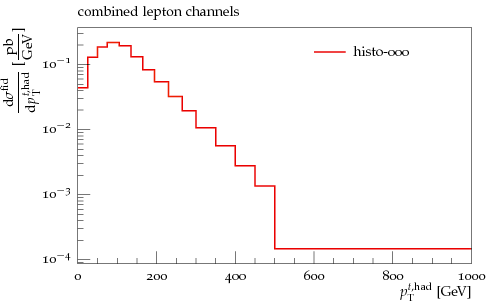 combined lepton channels
dσ^fid / dp_T^t,had [pb / GeV]
histo-000
10^−1
10^−2
10^−3
10^−4
0 200 400 600 800 1000
p_T^t,had [GeV]